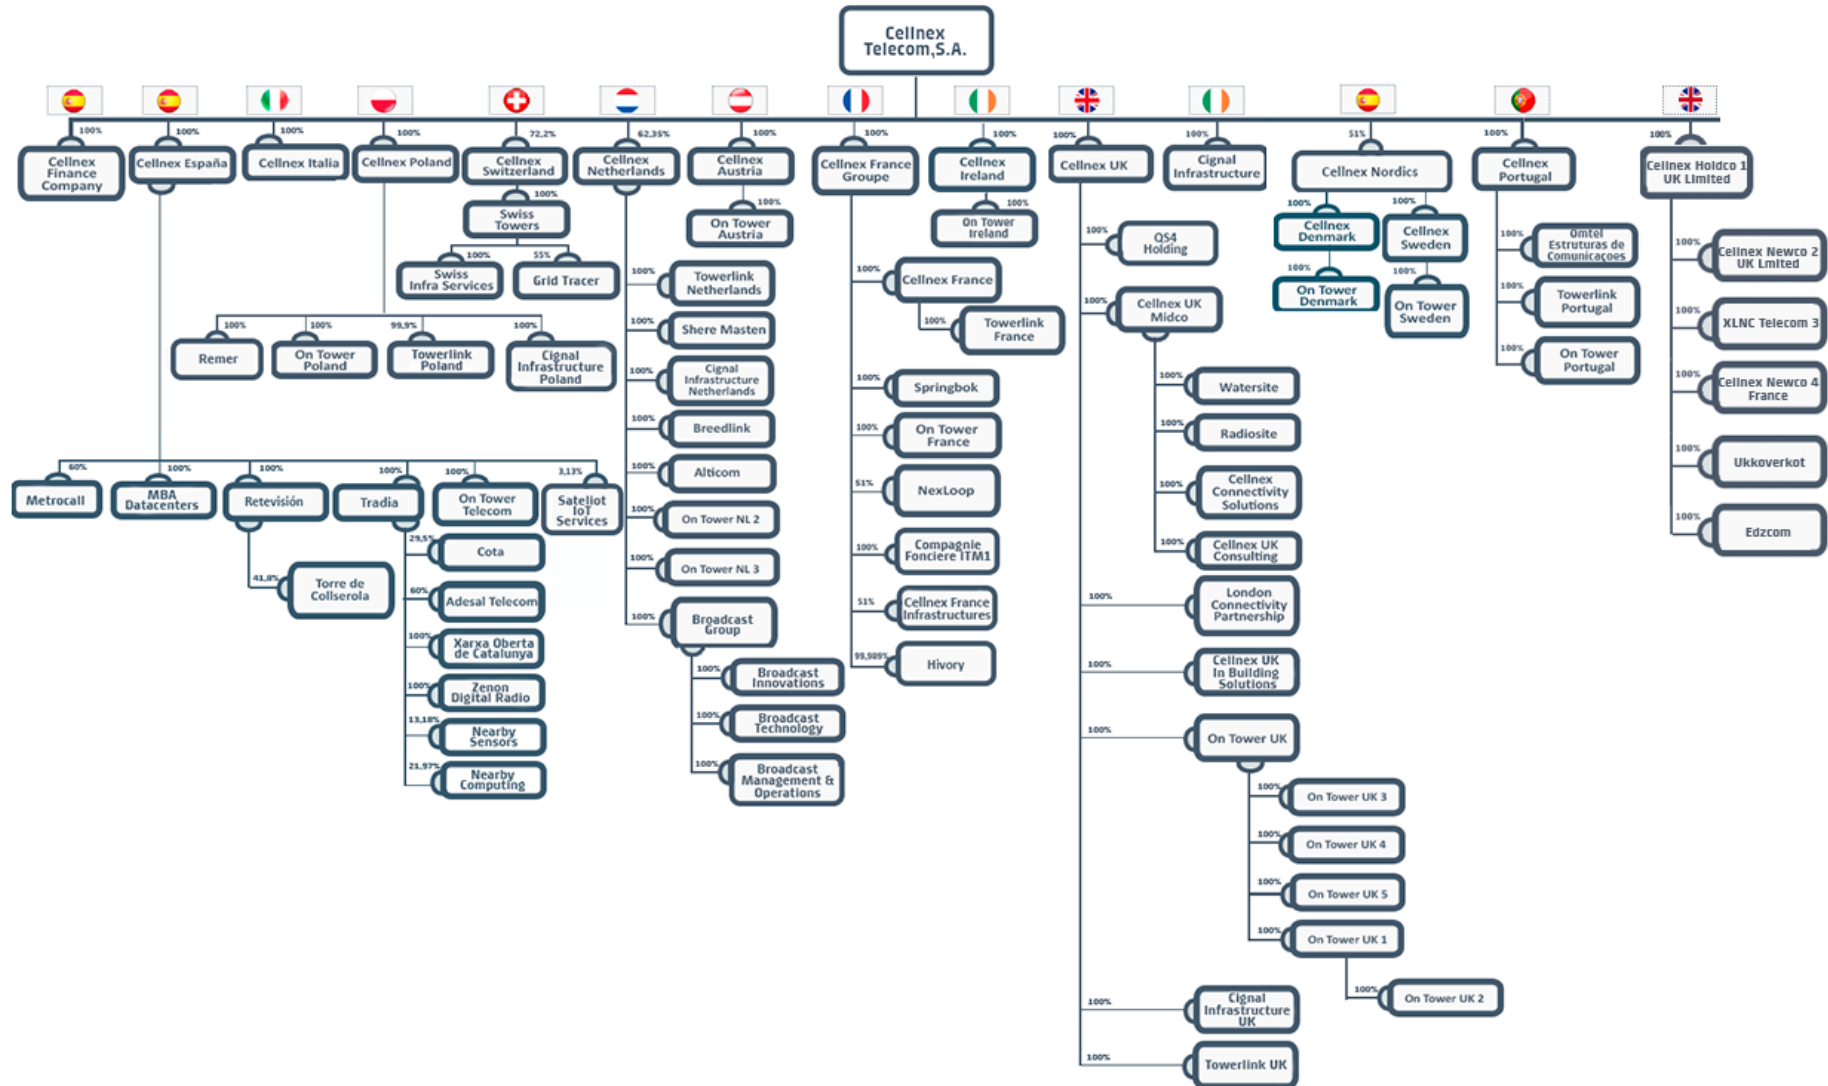 Cellnex
Telecom,S.A.
100%
Cellnex
Finance
Company
100%
Cellnex España
100%
Cellnex Italia
100%
Cellnex Poland
72,2%
Cellnex
Switzerland
62,35%
Cellnex
Netherlands
100%
Cellnex
Austria
100%
Cellnex France
Groupe
100%
Cellnex
Ireland
100%
Cellnex UK
100%
Cignal
Infrastructure
51%
Cellnex Nordics
100%
Cellnex
Portugal
100%
Cellnex Holdco 1
UK Limited
100%
Swiss
Towers
100%
Swiss
Infra Services
55%
Grid Tracer
100%
On Tower
Austria
100%
On Tower
Ireland
100%
Cellnex
Denmark
100%
On Tower
Denmark
100%
Cellnex
Sweden
100%
On Tower
Sweden
100%
Remer
100%
On Tower
Poland
99,9%
Towerlink
Poland
100%
Cignal
Infrastructure
Poland
60%
Metrocall
100%
MBA
Datacenters
100%
Retevisión
100%
Tradia
100%
On Tower
Telecom
3,13%
Sateliot
IoT
Services
41,8%
Torre de
Collserola
29,5%
Cota
60%
Adesal Telecom
100%
Xarxa Oberta
de Catalunya
100%
Zenon
Digital Radio
13,18%
Nearby
Sensors
21,97%
Nearby
Computing
100%
Towerlink
Netherlands
100%
Shere Masten
100%
Cignal
Infrastructure
Netherlands
100%
Breedlink
100%
Alticom
100%
On Tower NL 2
100%
On Tower NL 3
100%
Broadcast
Group
100%
Broadcast
Innovations
100%
Broadcast
Technology
100%
Broadcast
Management &
Operations
100%
Cellnex France
100%
Towerlink
France
100%
Springbok
100%
On Tower
France
51%
NexLoop
100%
Compagnie
Fonciere ITM1
51%
Cellnex France
Infrastructures
99,989%
Hivory
100%
QS4
Holding
100%
Cellnex UK
Midco
100%
Watersite
100%
Radiosite
100%
Cellnex
Connectivity
Solutions
100%
Cellnex UK
Consulting
100%
London
Connectivity
Partnership
100%
Cellnex UK
In Building
Solutions
100%
On Tower UK
100%
On Tower UK 3
100%
On Tower UK 4
100%
On Tower UK 5
100%
On Tower UK 1
100%
On Tower UK 2
100%
Cignal
Infrastructure
UK
100%
Towerlink UK
100%
Omtel
Estruturas de
Comunicaçoes
100%
Towerlink
Portugal
100%
On Tower
Portugal
100%
Cellnex Newco 2
UK Lmited
100%
XLNC Telecom 3
100%
Cellnex Newco 4
France
100%
Ukkoverkot
100%
Edzcom